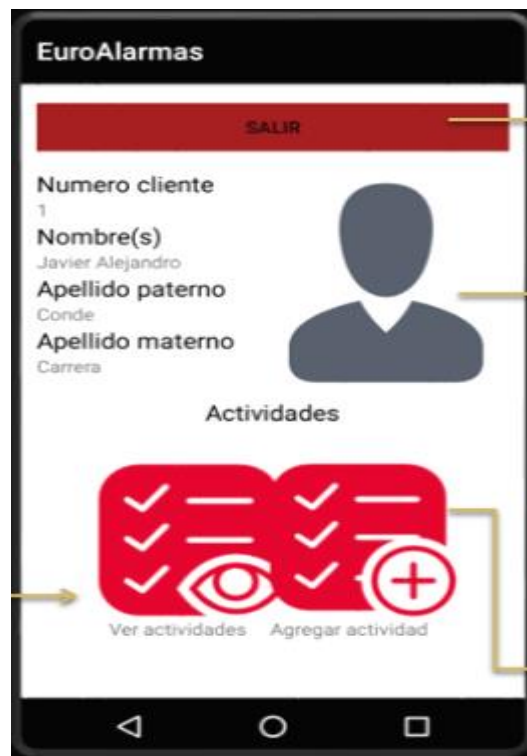 EuroAlarmas
SALIR
Numero cliente
1
Nombre(s)
Javier Alejandro
Apellido paterno
Conde
Apellido materno
Carrera
Actividades
Ver actividades Agregar actividad